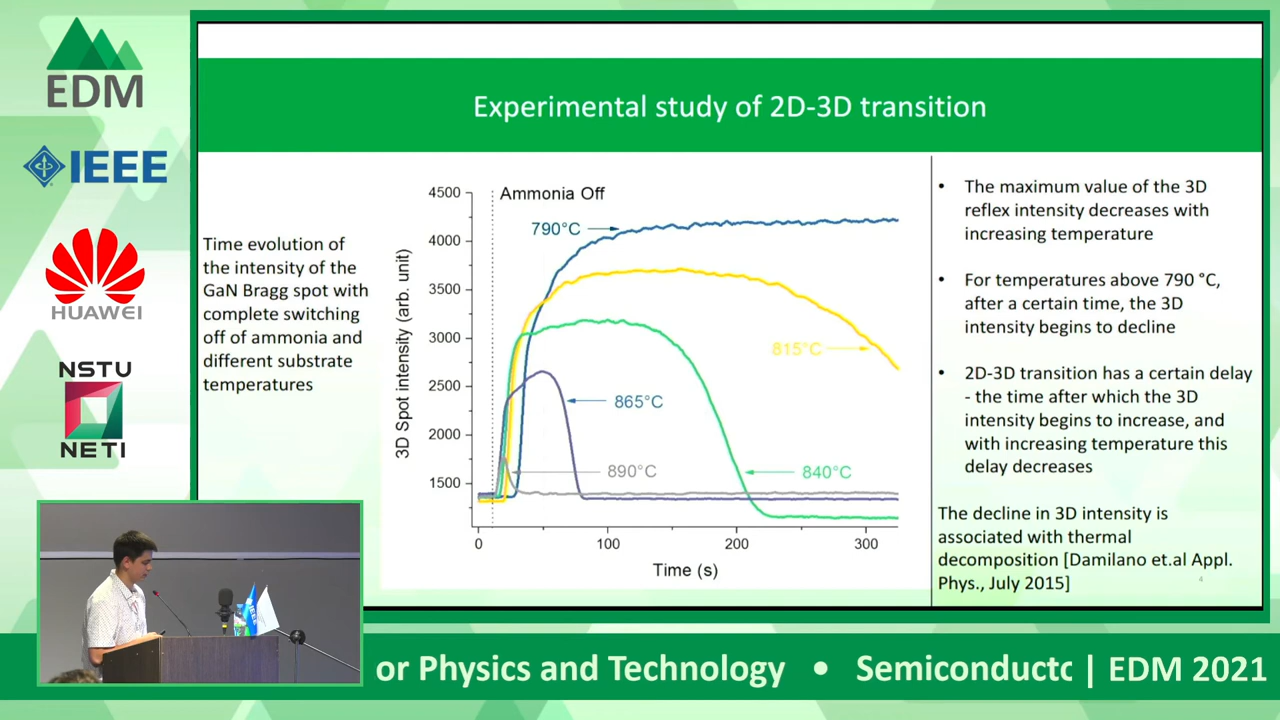 EDM
IEEE
HUAWEI
NSTU
NETI
Experimental study of 2D-3D transition
Time evolution of
the intensity of the
GaN Bragg spot with
complete switching
off of ammonia and
different substrate
temperatures
3D Spot intensity (arb. unit)
4500
4000
3500
3000
2500
2000
1500
Ammonia Off
790°C
815°C
865°C
890°C
840°C
0
100
200
300
Time (s)
• The maximum value of the 3D
reflex intensity decreases with
increasing temperature
• For temperatures above 790 °C,
after a certain time, the 3D
intensity begins to decline
• 2D-3D transition has a certain delay
- the time after which the 3D
intensity begins to increase, and
with increasing temperature this
delay decreases
The decline in 3D intensity is
associated with thermal
decomposition [Damilano et.al Appl.
Phys., July 2015]
4
IEEE
or Physics and Technology • Semiconductc | EDM 2021